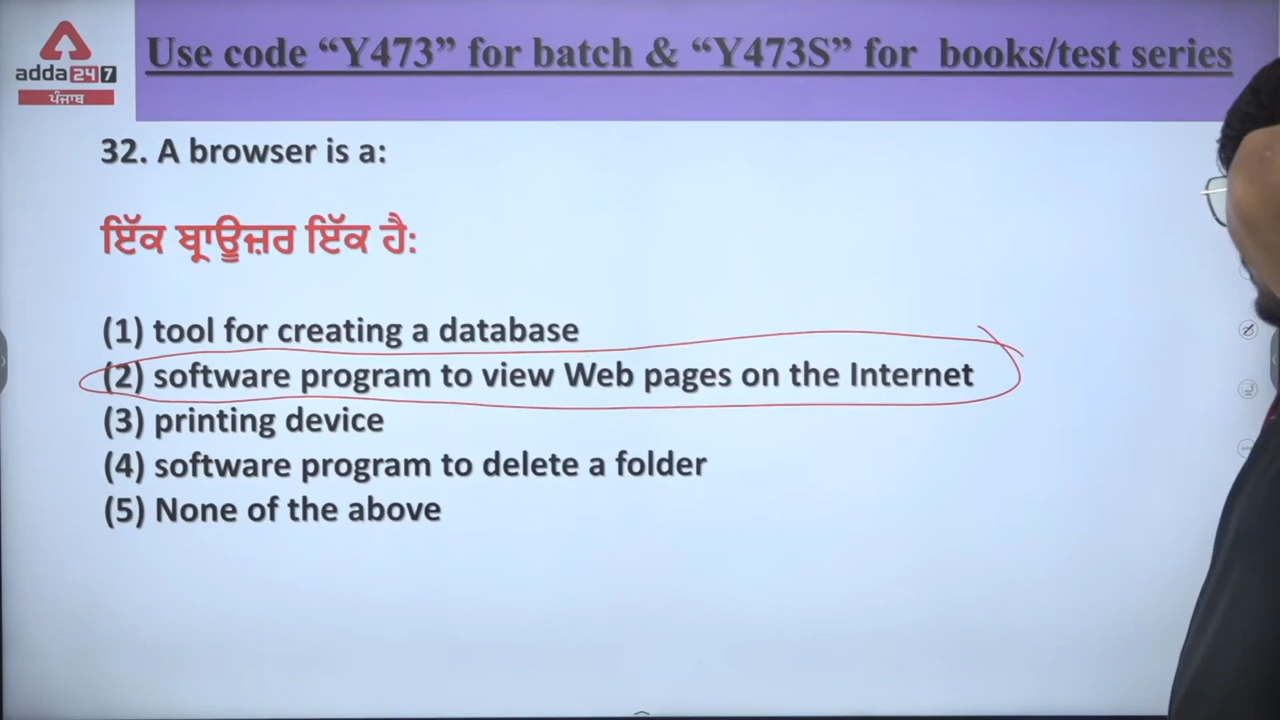 adda247
ਪੰਜਾਬ
Use code “Y473” for batch & “Y473S” for books/test series
32. A browser is a:
ਇੱਕ ਬ੍ਰਾਊਜ਼ਰ ਇੱਕ ਹੈ:
(1) tool for creating a database
(2) software program to view Web pages on the Internet
(3) printing device
(4) software program to delete a folder
(5) None of the above